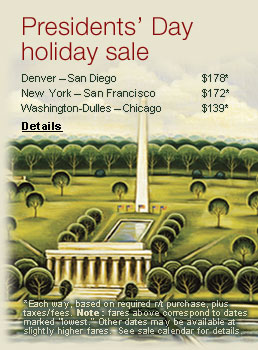 Presidents' Day
holiday sale
Denver – San Diego $178*
New York – San Francisco $172*
Washington-Dulles – Chicago $139*
Details
*Each way, based on required r/t purchase, plus
taxes/fees. Note: fares above correspond to dates
marked "lowest." Other dates may be available at
slightly higher fares. See sale calendar for details.